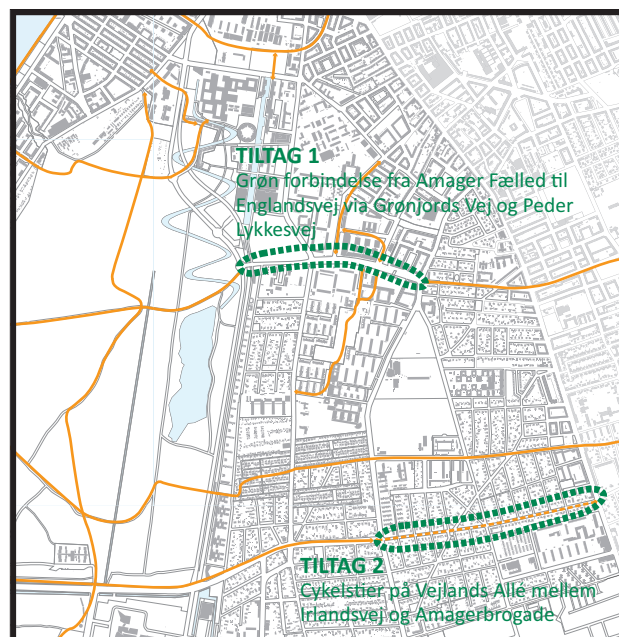 TILTAG 1
Grøn forbindelse fra Amager Fælled til
Englandsvej via Grønjords Vej og Peder
Lykkesvej
TILTAG 2
Cykelstier på Vejlands Allé mellem
Irlandsvej og Amagerbrogade